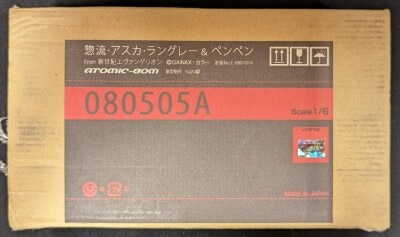 惣流・アスカ・ラングレー & ペンペン
From 新世紀エヴァンゲリオン ©GAINAX・カラー
ATOMIC-BOM
080505A
Scale 1/6
MADE IN JAPAN